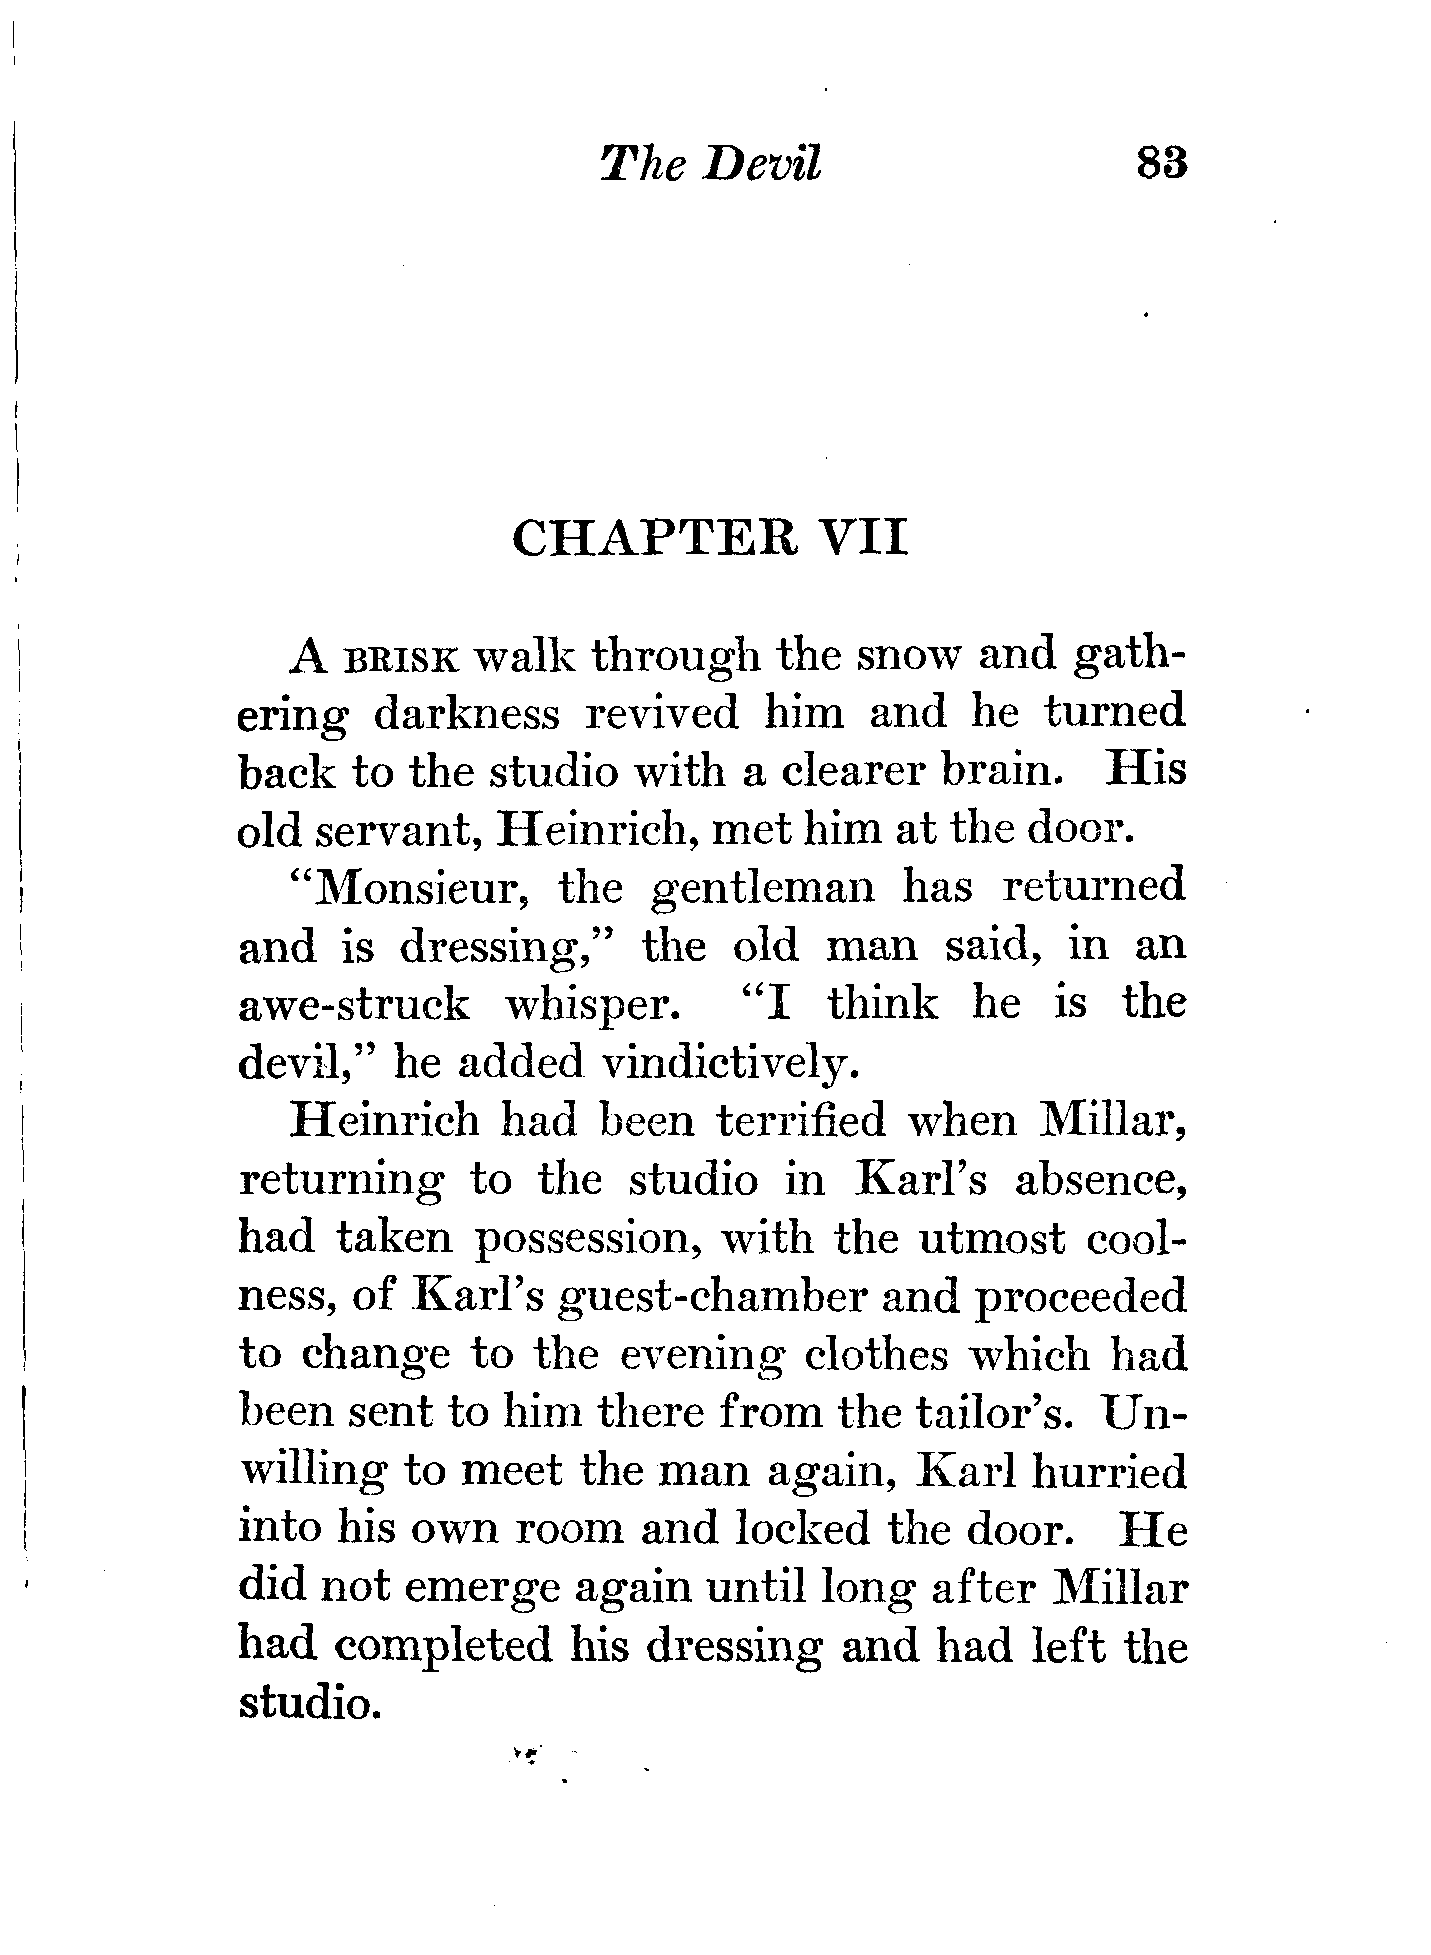 The Devil 83
CHAPTER VII
A BRISK walk through the snow and gath-
ering darkness revived him and he turned
back to the studio with a clearer brain. His
old servant, Heinrich, met him at the door.
“Monsieur, the gentleman has returned
and is dressing,” the old man said, in an
awe-struck whisper. “I think he is the
devil,” he added vindictively.
Heinrich had been terrified when Millar,
returning to the studio in Karl’s absence,
had taken possession, with the utmost cool-
ness, of Karl’s guest-chamber and proceeded
to change to the evening clothes which had
been sent to him there from the tailor’s. Un-
willing to meet the man again, Karl hurried
into his own room and locked the door. He
did not emerge again until long after Millar
had completed his dressing and had left the
studio.